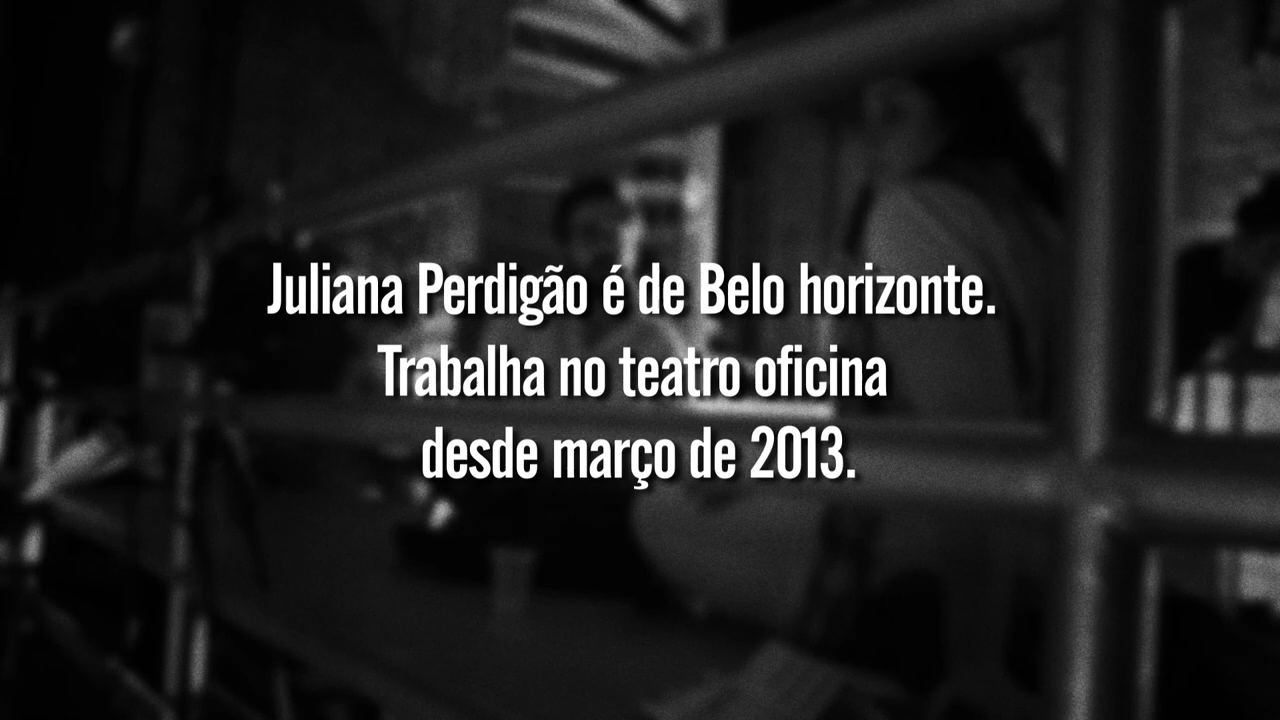 Juliana Perdigão é de Belo horizonte.
Trabalha no teatro oficina
desde março de 2013.